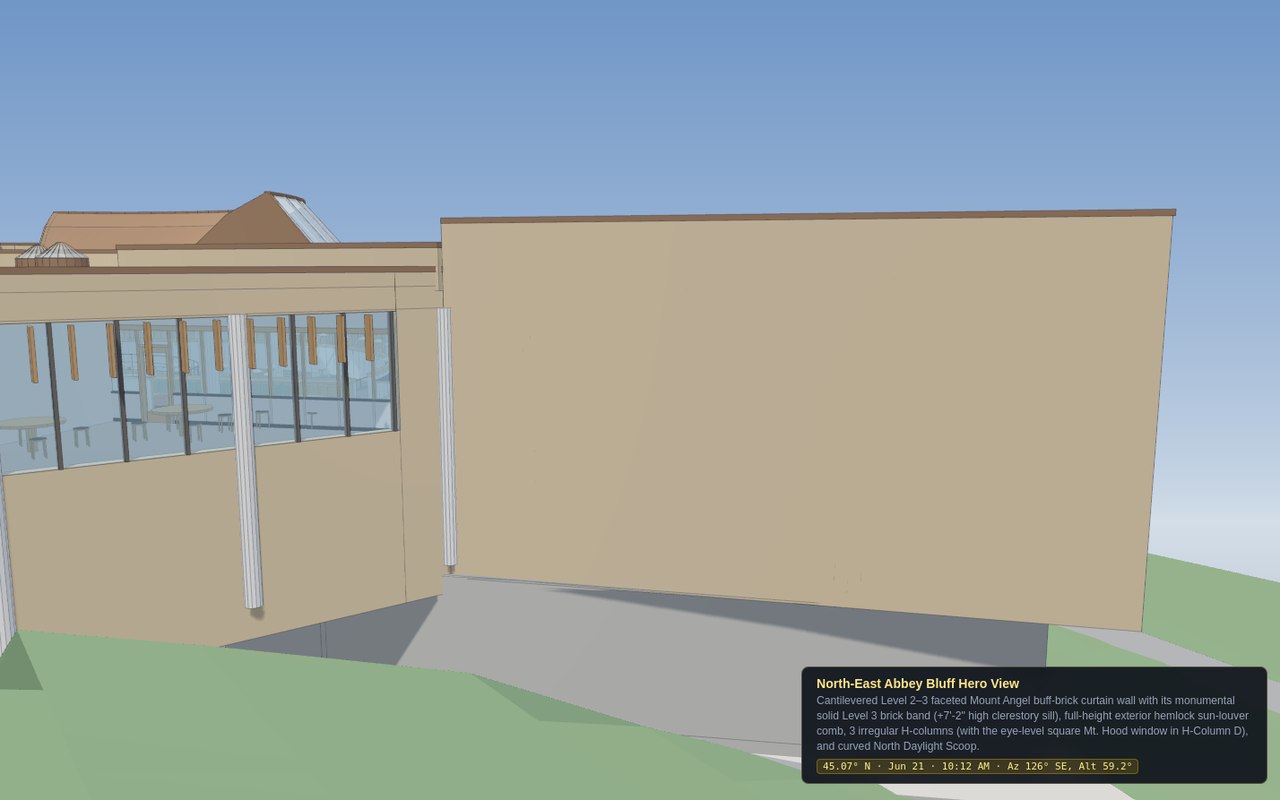 North-East Abbey Bluff Hero View
Cantilevered Level 2–3 faceted Mount Angel buff-brick curtain wall with its monumental
solid Level 3 brick band (+7'-2" high clerestory sill), full-height exterior hemlock sun-louver
comb, 3 irregular H-columns (with the eye-level square Mt. Hood window in H-Column D),
and curved North Daylight Scoop.
45.07° N · Jun 21 · 10:12 AM · Az 126° SE, Alt 59.2°